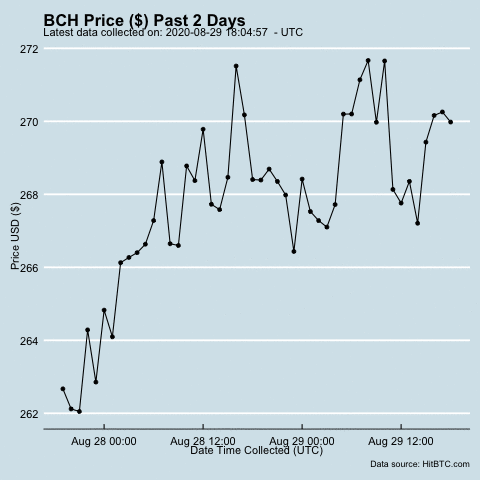 BCH Price ($) Past 2 Days
Latest data collected on: 2020-08-29 18:04:57 - UTC
272
270
268
266
264
262
Price USD ($)
Aug 28 00:00 Aug 28 12:00 Aug 29 00:00 Aug 29 12:00
Date Time Collected (UTC)
Data source: HitBTC.com